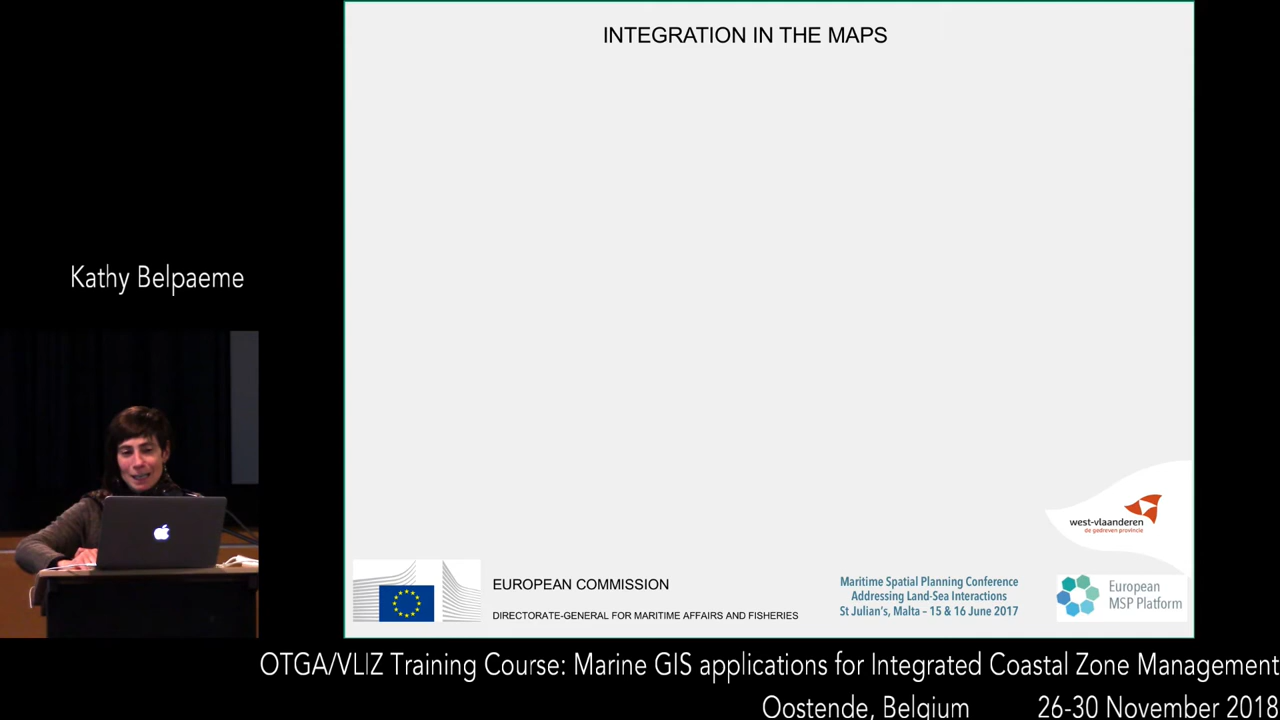 INTEGRATION IN THE MAPS
Kathy Belpaeme
west-vlaanderen
de gedreven provincie
EUROPEAN COMMISSION
DIRECTORATE-GENERAL FOR MARITIME AFFAIRS AND FISHERIES
Maritime Spatial Planning Conference
Addressing Land-Sea Interactions
St Julian's, Malta – 15 & 16 June 2017
European
MSP Platform
OTGA/VLIZ Training Course: Marine GIS applications for Integrated Coastal Zone Management
Oostende, Belgium 26-30 November 2018